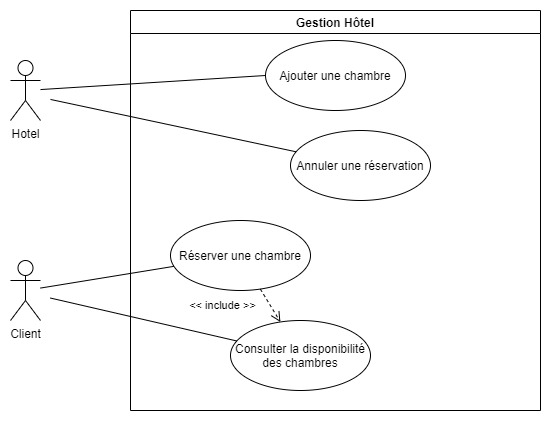 Gestion Hôtel
Ajouter une chambre
Hotel
Annuler une réservation
Réserver une chambre
<< include >>
Client
Consulter la disponibilité
des chambres